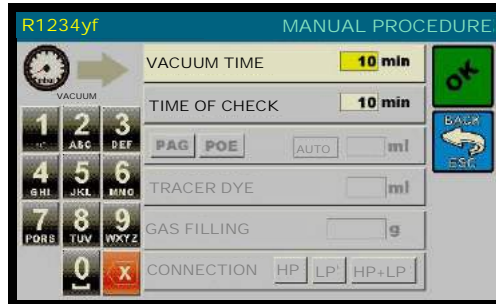 R1234yf MANUAL PROCEDURE
VACUUM
VACUUM TIME 10 min
TIME OF CHECK 10 min
PAG POE AUTO ml
TRACER DYE ml
GAS FILLING g
CONNECTION HP LP HP+LP
1 2 ABC 3 DEF
4 GHI 5 JKL 6 MNO
7 PQRS 8 TUV 9 WXYZ
0 X
OK
BACK
ESC